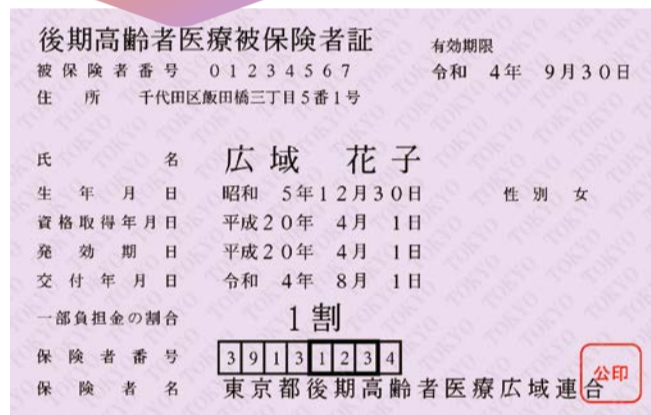 後期高齢者医療被保険者証
有効期限
被保険者番号 01234567
令和 4年 9月30日
住所 千代田区飯田橋三丁目5番1号
氏名 広域 花子
生年月日 昭和 5年12月30日 性別 女
資格取得年月日 平成20年 4月 1日
発効期日 平成20年 4月 1日
交付年月日 令和 4年 8月 1日
一部負担金の割合 1割
保険者番号 39131234
保険者名 東京都後期高齢者医療広域連合
公印
TOKYO